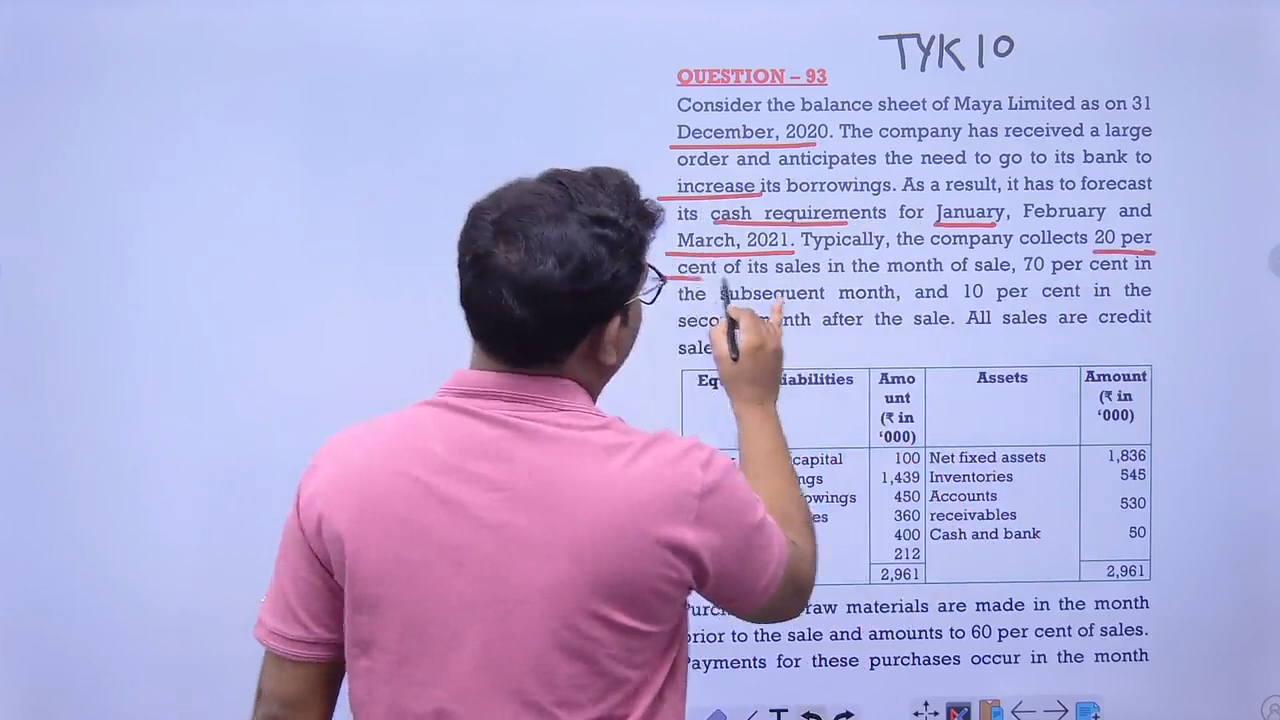 TYK 10
QUESTION – 93
Consider the balance sheet of Maya Limited as on 31
December, 2020. The company has received a large
order and anticipates the need to go to its bank to
increase its borrowings. As a result, it has to forecast
its cash requirements for January, February and
March, 2021. Typically, the company collects 20 per
cent of its sales in the month of sale, 70 per cent in
the subsequent month, and 10 per cent in the
after the sale. All sales are credit
Amo Assets Amount
unt (₹ in
(₹ in ‘000)
‘000)
capital 100 Net fixed assets 1,836
1,439 Inventories 545
450 Accounts 530
360 receivables
400 Cash and bank 50
212
2,961 2,961
raw materials are made in the month
prior to the sale and amounts to 60 per cent of sales.
Payments for these purchases occur in the month